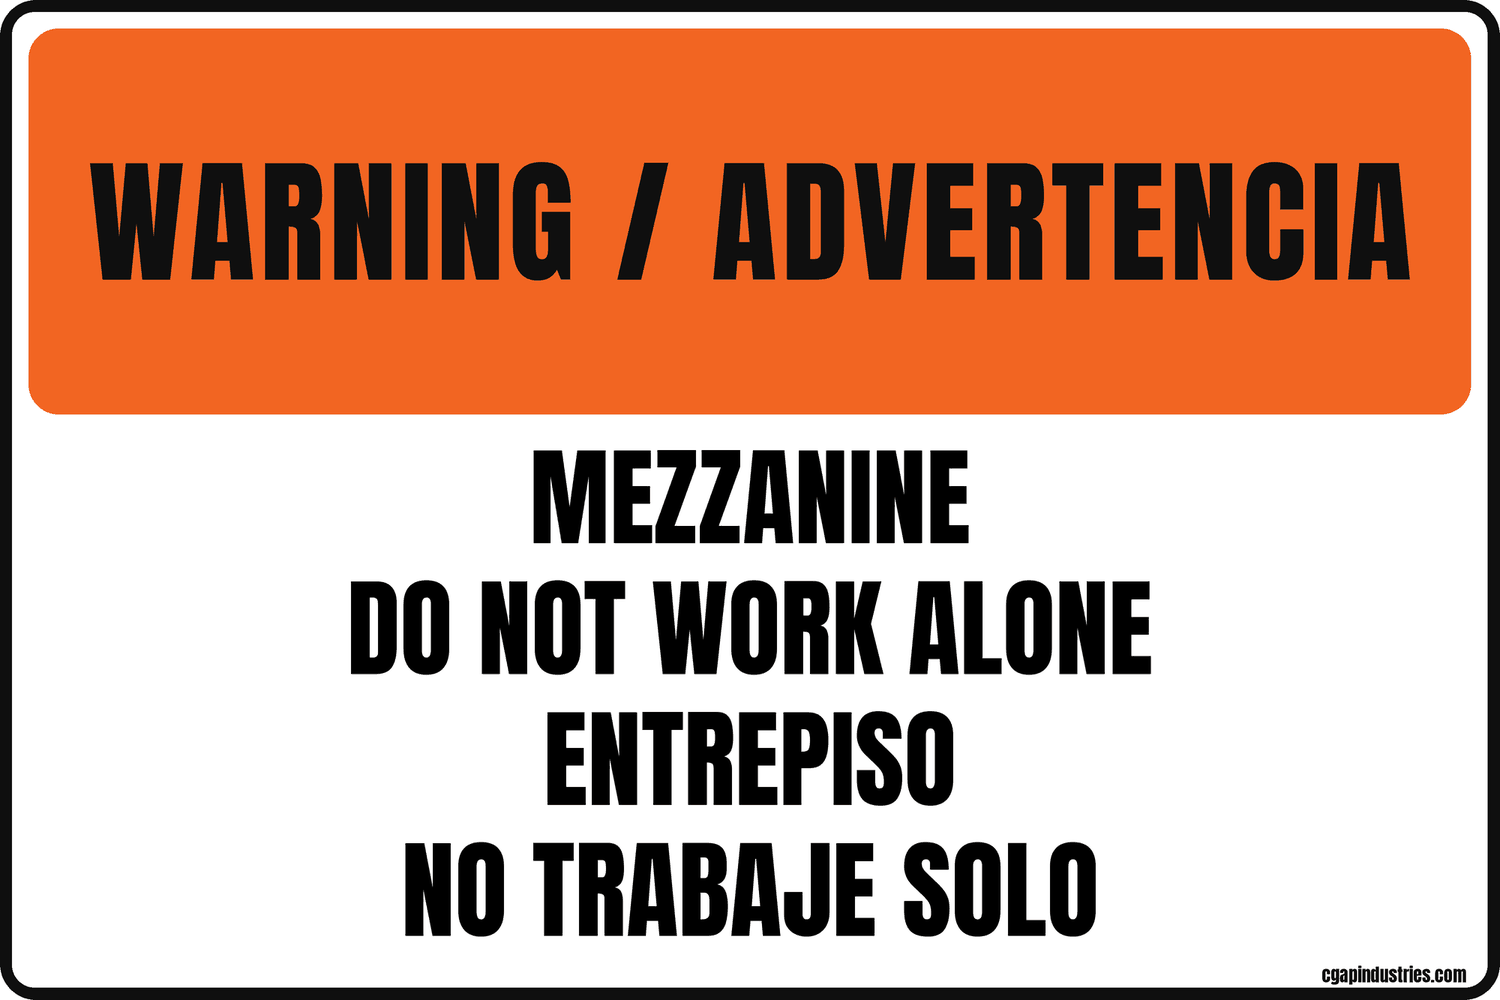 WARNING / ADVERTENCIA
MEZZANINE
DO NOT WORK ALONE
ENTREPISO
NO TRABAJE SOLO
cgapindustries.com